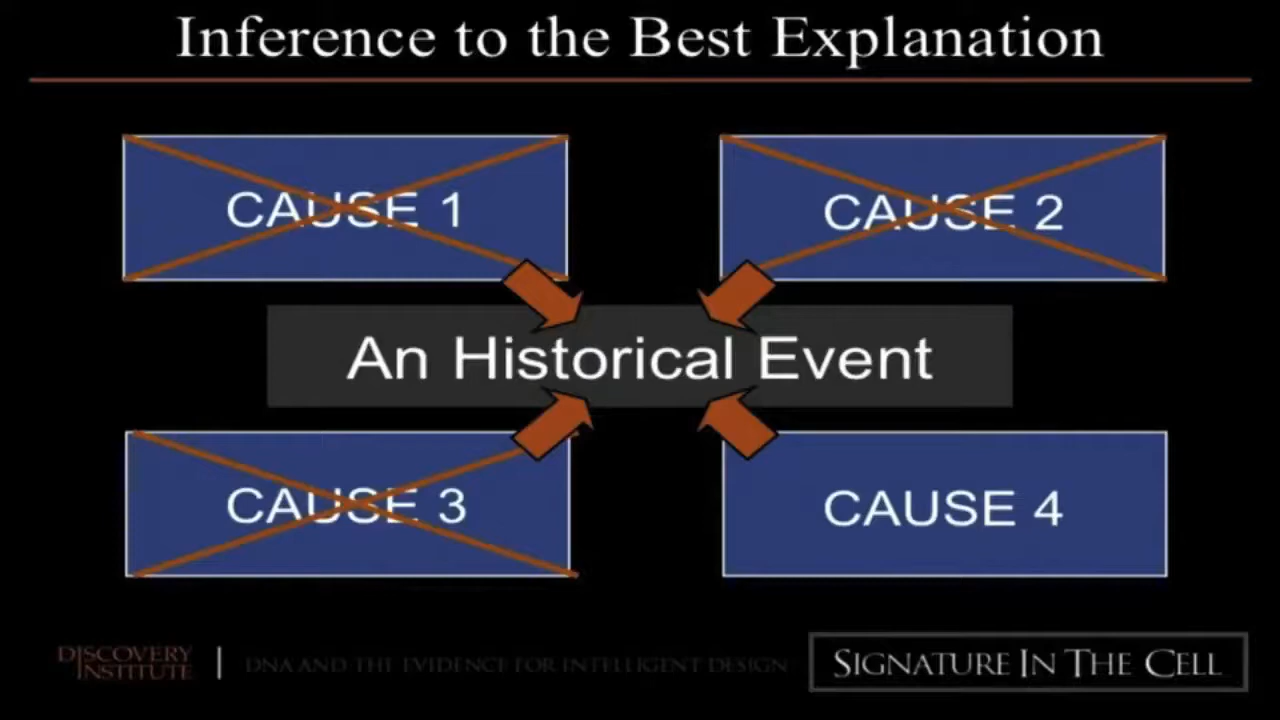 Inference to the Best Explanation
CAUSE 1
CAUSE 2
An Historical Event
CAUSE 3
CAUSE 4
DISCOVERY
INSTITUTE
DNA AND THE EVIDENCE FOR INTELLIGENT DESIGN
SIGNATURE IN THE CELL